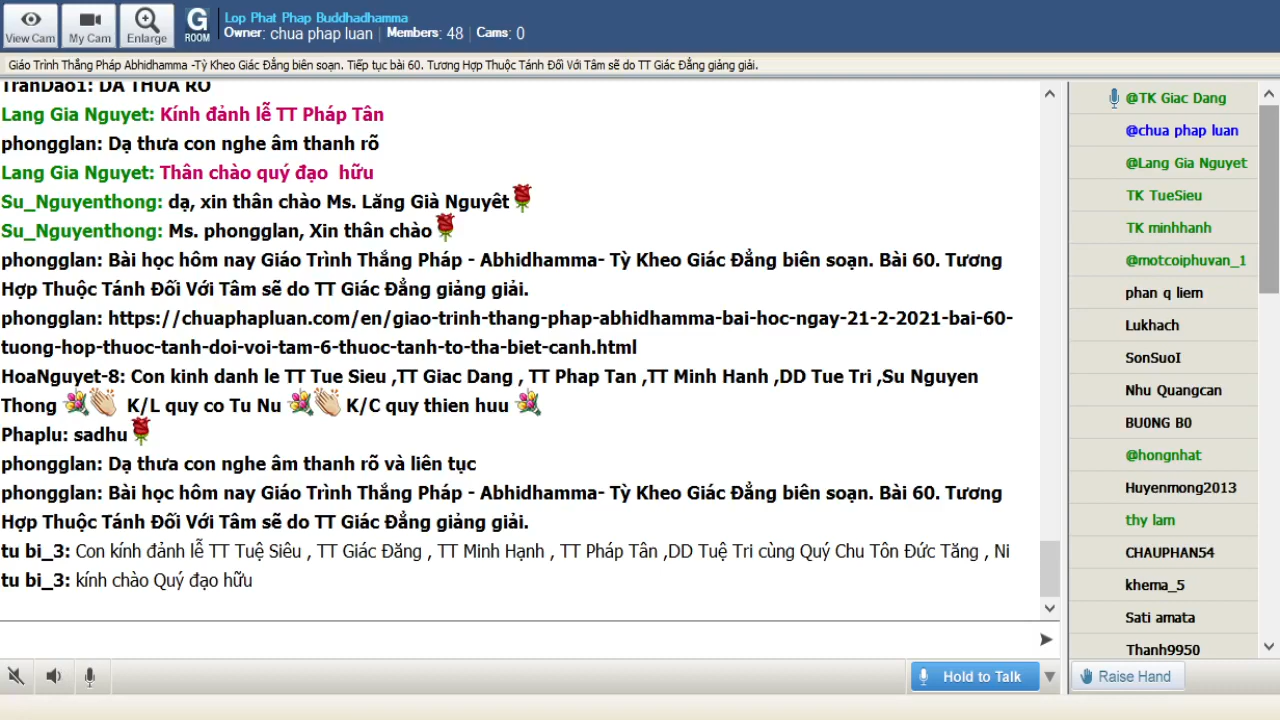 View Cam
My Cam
Enlarge
G
ROOM
Lop Phat Phap Buddhadhamma
Owner: chua phap luan | Members: 48 | Cams: 0
Giáo Trình Thắng Pháp Abhidhamma -Tỳ Kheo Giác Đẳng biên soạn. Tiếp tục bài 60. Tương Hợp Thuộc Tánh Đối Với Tâm sẽ do TT Giác Đẳng giảng giải.
TranDao1: DA THUA RO
Lang Gia Nguyet: Kính đảnh lễ TT Pháp Tân
phongglan: Dạ thưa con nghe âm thanh rõ
Lang Gia Nguyet: Thân chào quý đạo hữu
Su_Nguyenthong: dạ, xin thân chào Ms. Lăng Già Nguyêt
Su_Nguyenthong: Ms. phongglan, Xin thân chào
phongglan: Bài học hôm nay Giáo Trình Thắng Pháp - Abhidhamma- Tỳ Kheo Giác Đẳng biên soạn. Bài 60. Tương
Hợp Thuộc Tánh Đối Với Tâm sẽ do TT Giác Đẳng giảng giải.
phongglan: https://chuaphapluan.com/en/giao-trinh-thang-phap-abhidhamma-bai-hoc-ngay-21-2-2021-bai-60-
tuong-hop-thuoc-tanh-doi-voi-tam-6-thuoc-tanh-to-tha-biet-canh.html
HoaNguyet-8: Con kinh danh le TT Tue Sieu ,TT Giac Dang , TT Phap Tan ,TT Minh Hanh ,DD Tue Tri ,Su Nguyen
Thong K/L quy co Tu Nu K/C quy thien huu
Phaplu: sadhu
phongglan: Dạ thưa con nghe âm thanh rõ và liên tục
phongglan: Bài học hôm nay Giáo Trình Thắng Pháp - Abhidhamma- Tỳ Kheo Giác Đẳng biên soạn. Bài 60. Tương
Hợp Thuộc Tánh Đối Với Tâm sẽ do TT Giác Đẳng giảng giải.
tu bi_3: Con kính đảnh lễ TT Tuệ Siêu , TT Giác Đăng , TT Minh Hạnh , TT Pháp Tân ,DD Tuệ Tri cùng Quý Chu Tôn Đức Tăng , Ni
tu bi_3: kính chào Quý đạo hữu
Hold to Talk
@TK Giac Dang
@chua phap luan
@Lang Gia Nguyet
TK TueSieu
TK minhhanh
@motcoiphuvan_1
phan q liem
Lukhach
SonSuoI
Nhu Quangcan
BU0NG B0
@hongnhat
Huyenmong2013
thy lam
CHAUPHAN54
khema_5
Sati amata
Thanh9950
Raise Hand